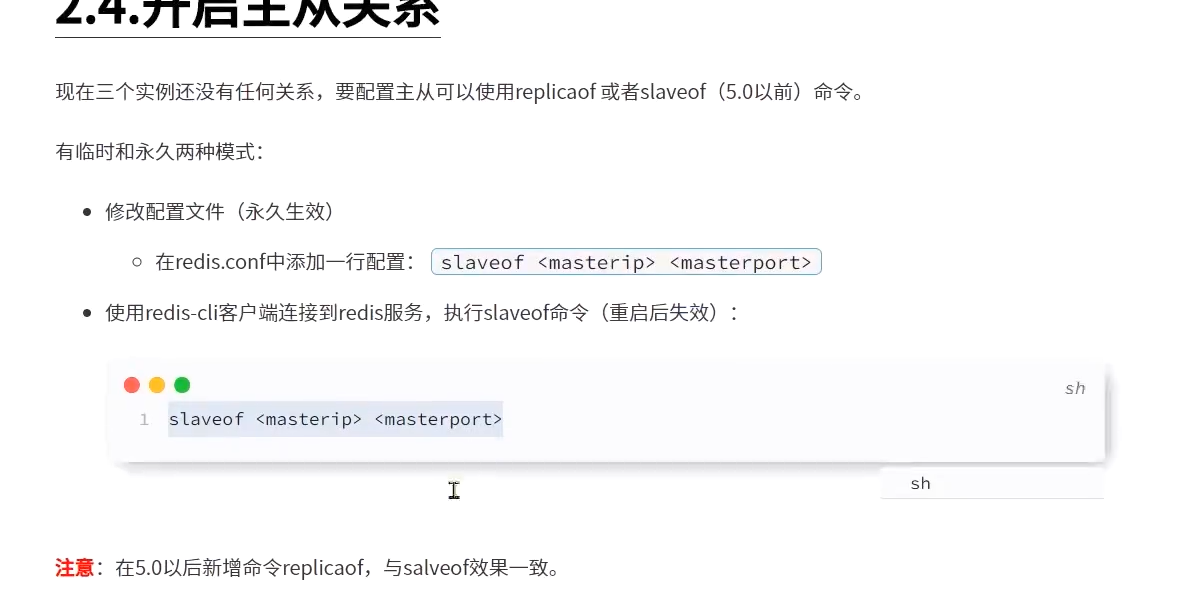 2.4.开启主从关系
现在三个实例还没有任何关系，要配置主从可以使用replicaof 或者slaveof（5.0以前）命令。
有临时和永久两种模式：
修改配置文件（永久生效）
在redis.conf中添加一行配置： slaveof <masterip> <masterport>
使用redis-cli客户端连接到redis服务，执行slaveof命令（重启后失效）：
sh
1 slaveof <masterip> <masterport>
sh
注意：在5.0以后新增命令replicaof，与salveof效果一致。